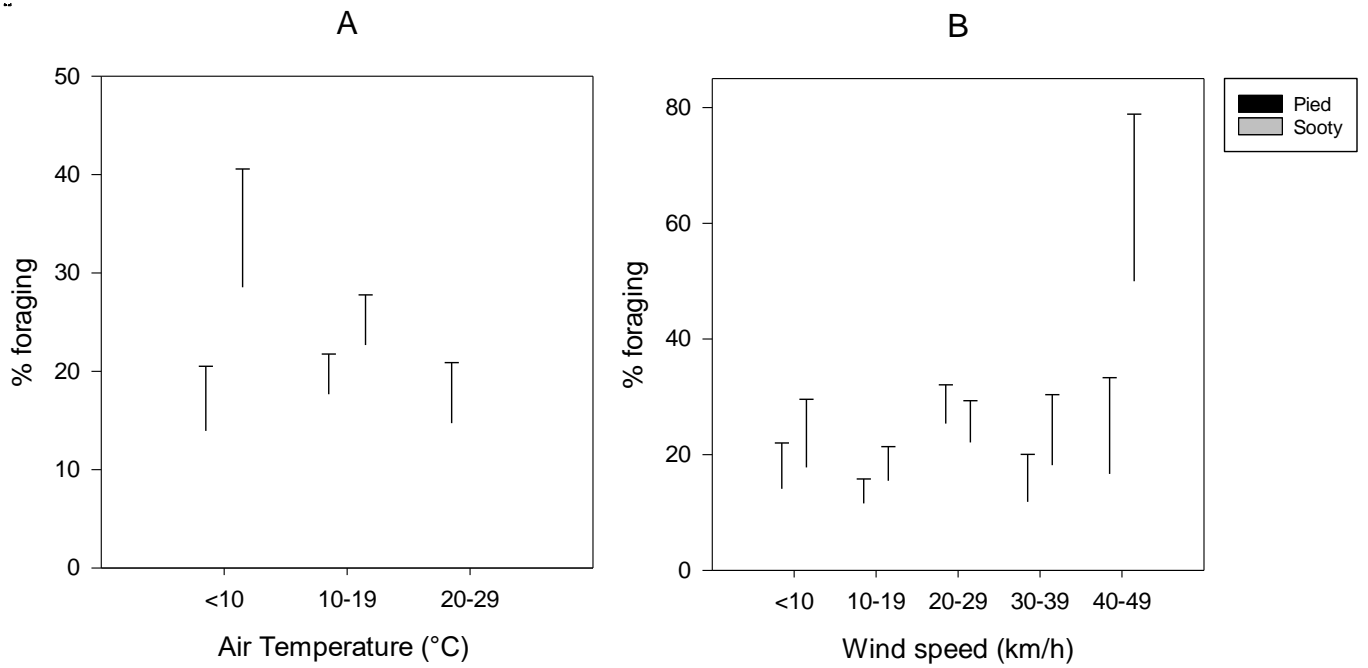 A
50
40
30
20
10
0
% foraging
<10 10-19 20-29
Air Temperature (°C)
B
80
60
40
20
0
% foraging
<10 10-19 20-29 30-39 40-49
Wind speed (km/h)
Pied
Sooty